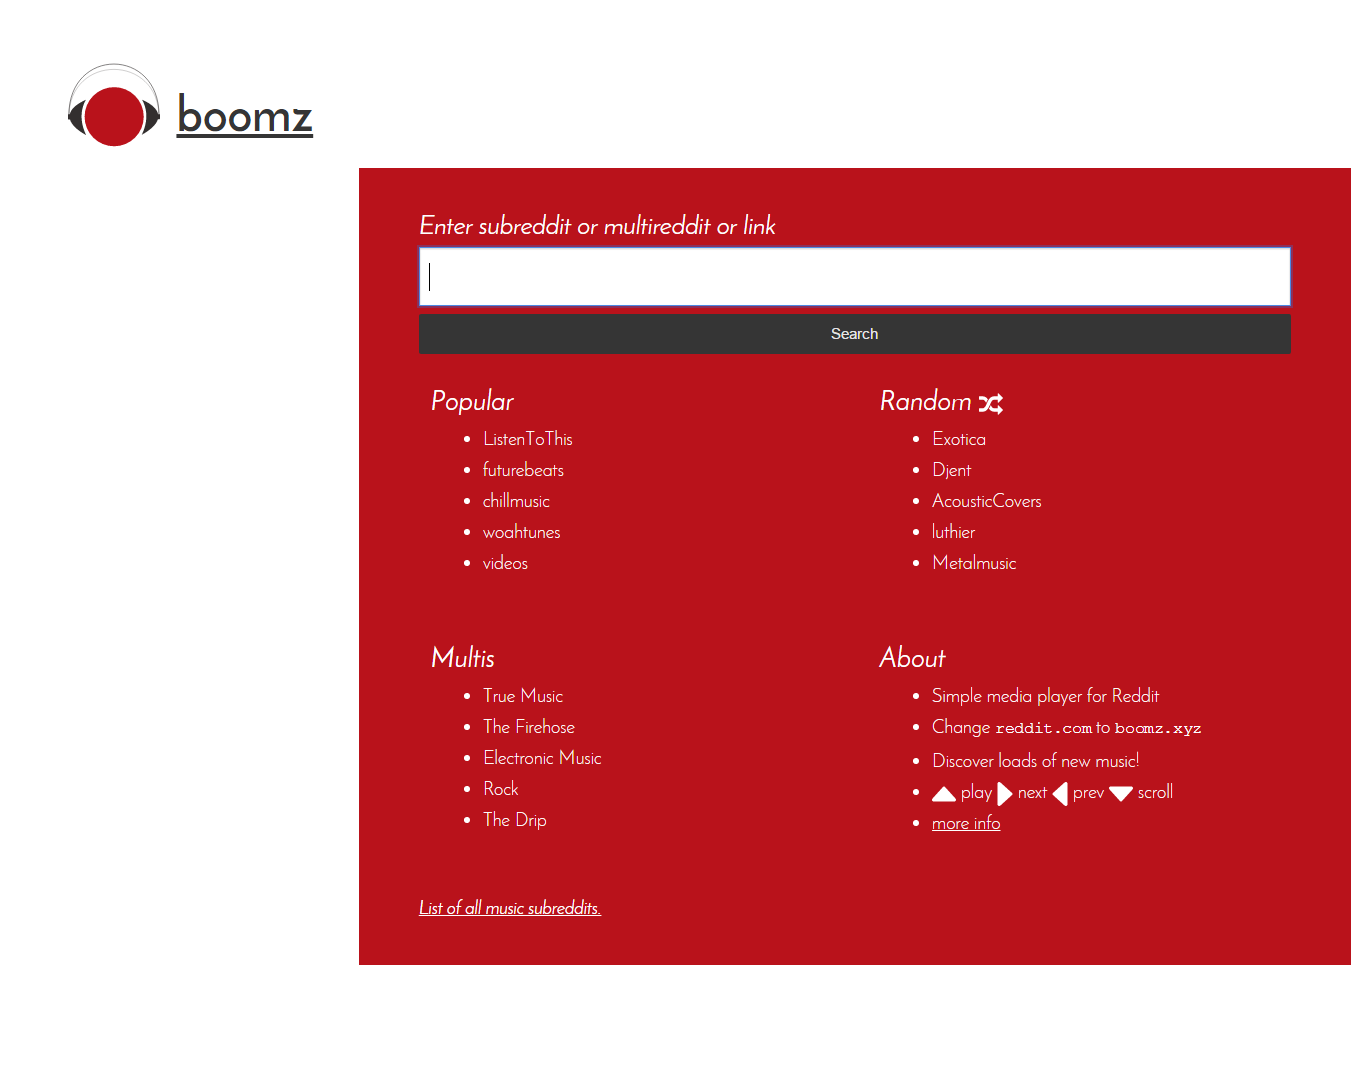 boomz
Enter subreddit or multireddit or link
Search
Popular
ListenToThis
futurebeats
chillmusic
woahtunes
videos
Random
Exotica
Djent
AcousticCovers
luthier
Metalmusic
Multis
True Music
The Firehose
Electronic Music
Rock
The Drip
About
Simple media player for Reddit
Change reddit.com to boomz.xyz
Discover loads of new music!
play next prev scroll
more info
List of all music subreddits.